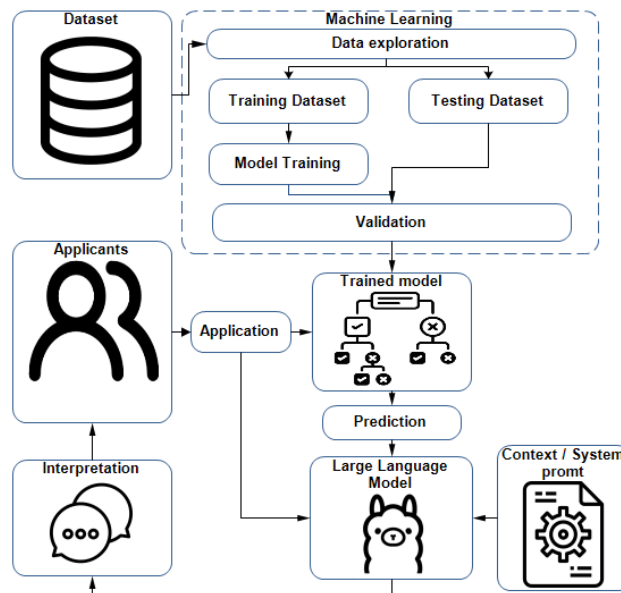 Dataset
Machine Learning
Data exploration
Training Dataset
Testing Dataset
Model Training
Validation
Applicants
Trained model
Application
Prediction
Interpretation
Large Language
Model
Context / System
promt